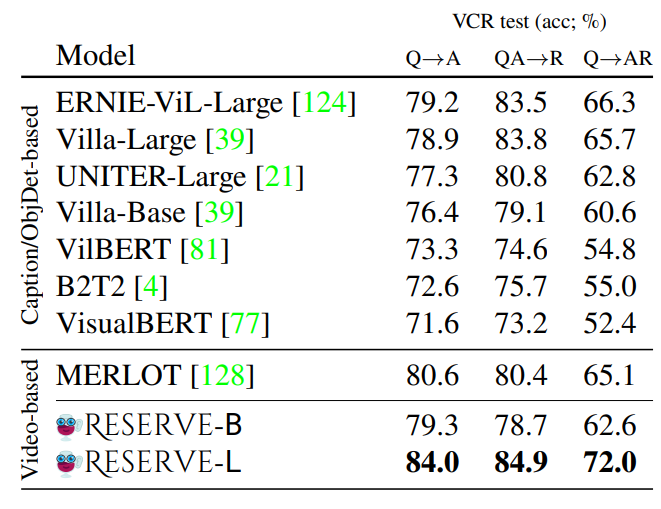 VCR test (acc; %)
Model Q→A QA→R Q→AR
Caption/ObjDet-based
ERNIE-ViL-Large [124] 79.2 83.5 66.3
Villa-Large [39] 78.9 83.8 65.7
UNITER-Large [21] 77.3 80.8 62.8
Villa-Base [39] 76.4 79.1 60.6
VilBERT [81] 73.3 74.6 54.8
B2T2 [4] 72.6 75.7 55.0
VisualBERT [77] 71.6 73.2 52.4
Video-based
MERLOT [128] 80.6 80.4 65.1
RESERVE-B 79.3 78.7 62.6
RESERVE-L 84.0 84.9 72.0